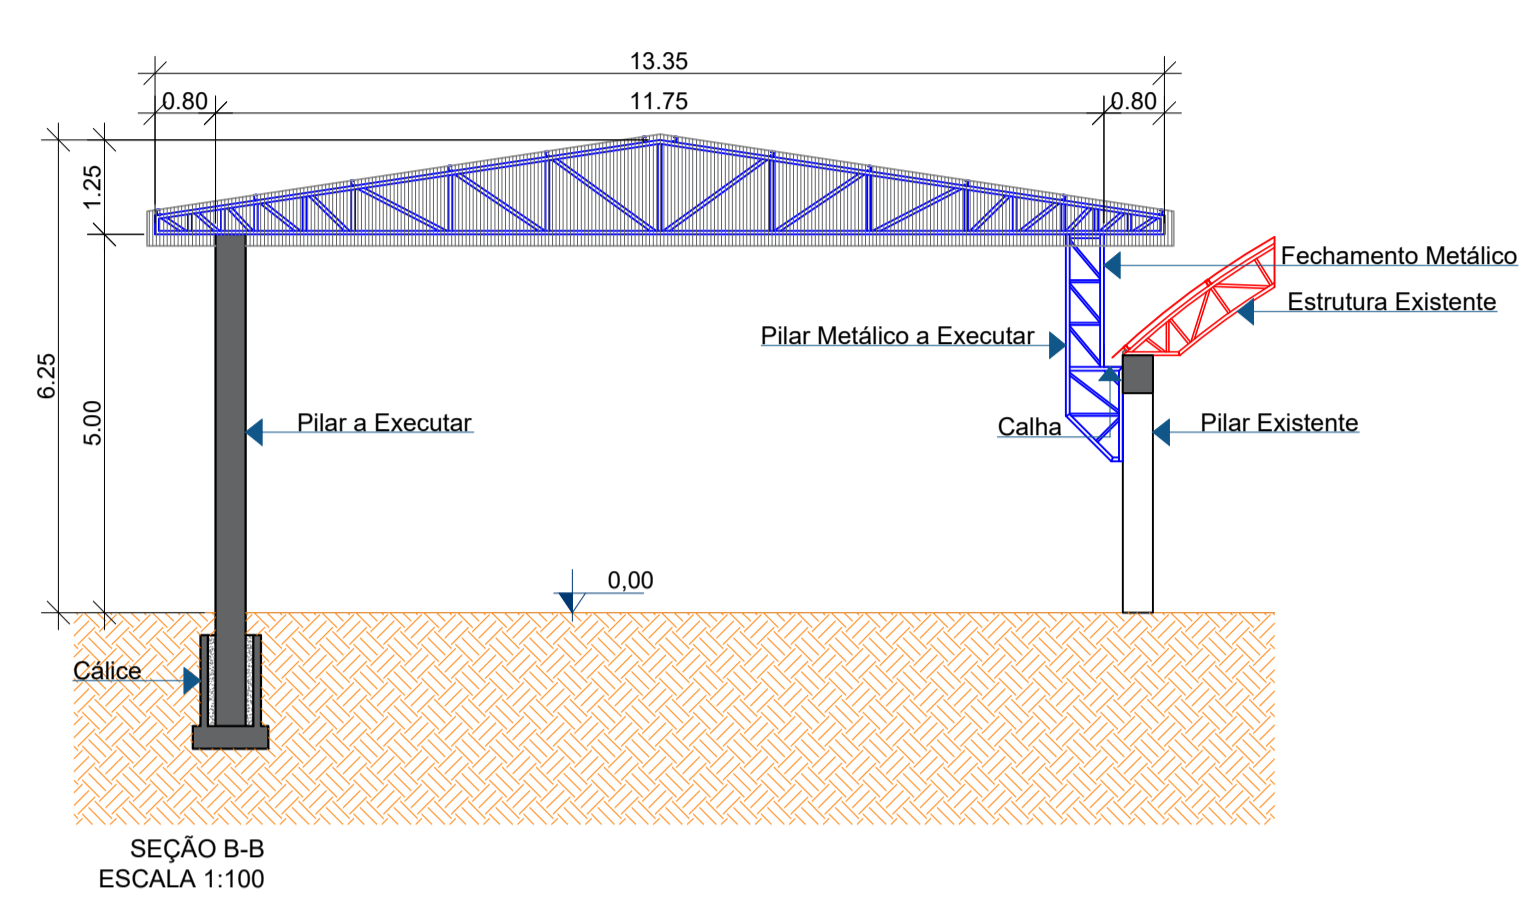 13.35
0.80
11.75
0.80
1.25
6.25
5.00
Fechamento Metálico
Estrutura Existente
Pilar Metálico a Executar
Pilar a Executar
Calha
Pilar Existente
0,00
Cálice
SEÇÃO B-B
ESCALA 1:100